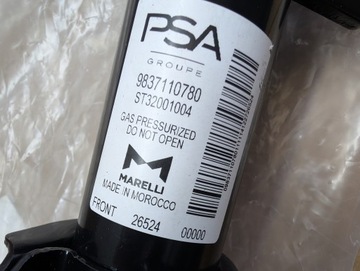 PSA
GROUPE
9837110780
ST32001004
GAS PRESSURIZED
DO NOT OPEN
MARELLI
MADE IN MOROCCO
FRONT 26524 00000